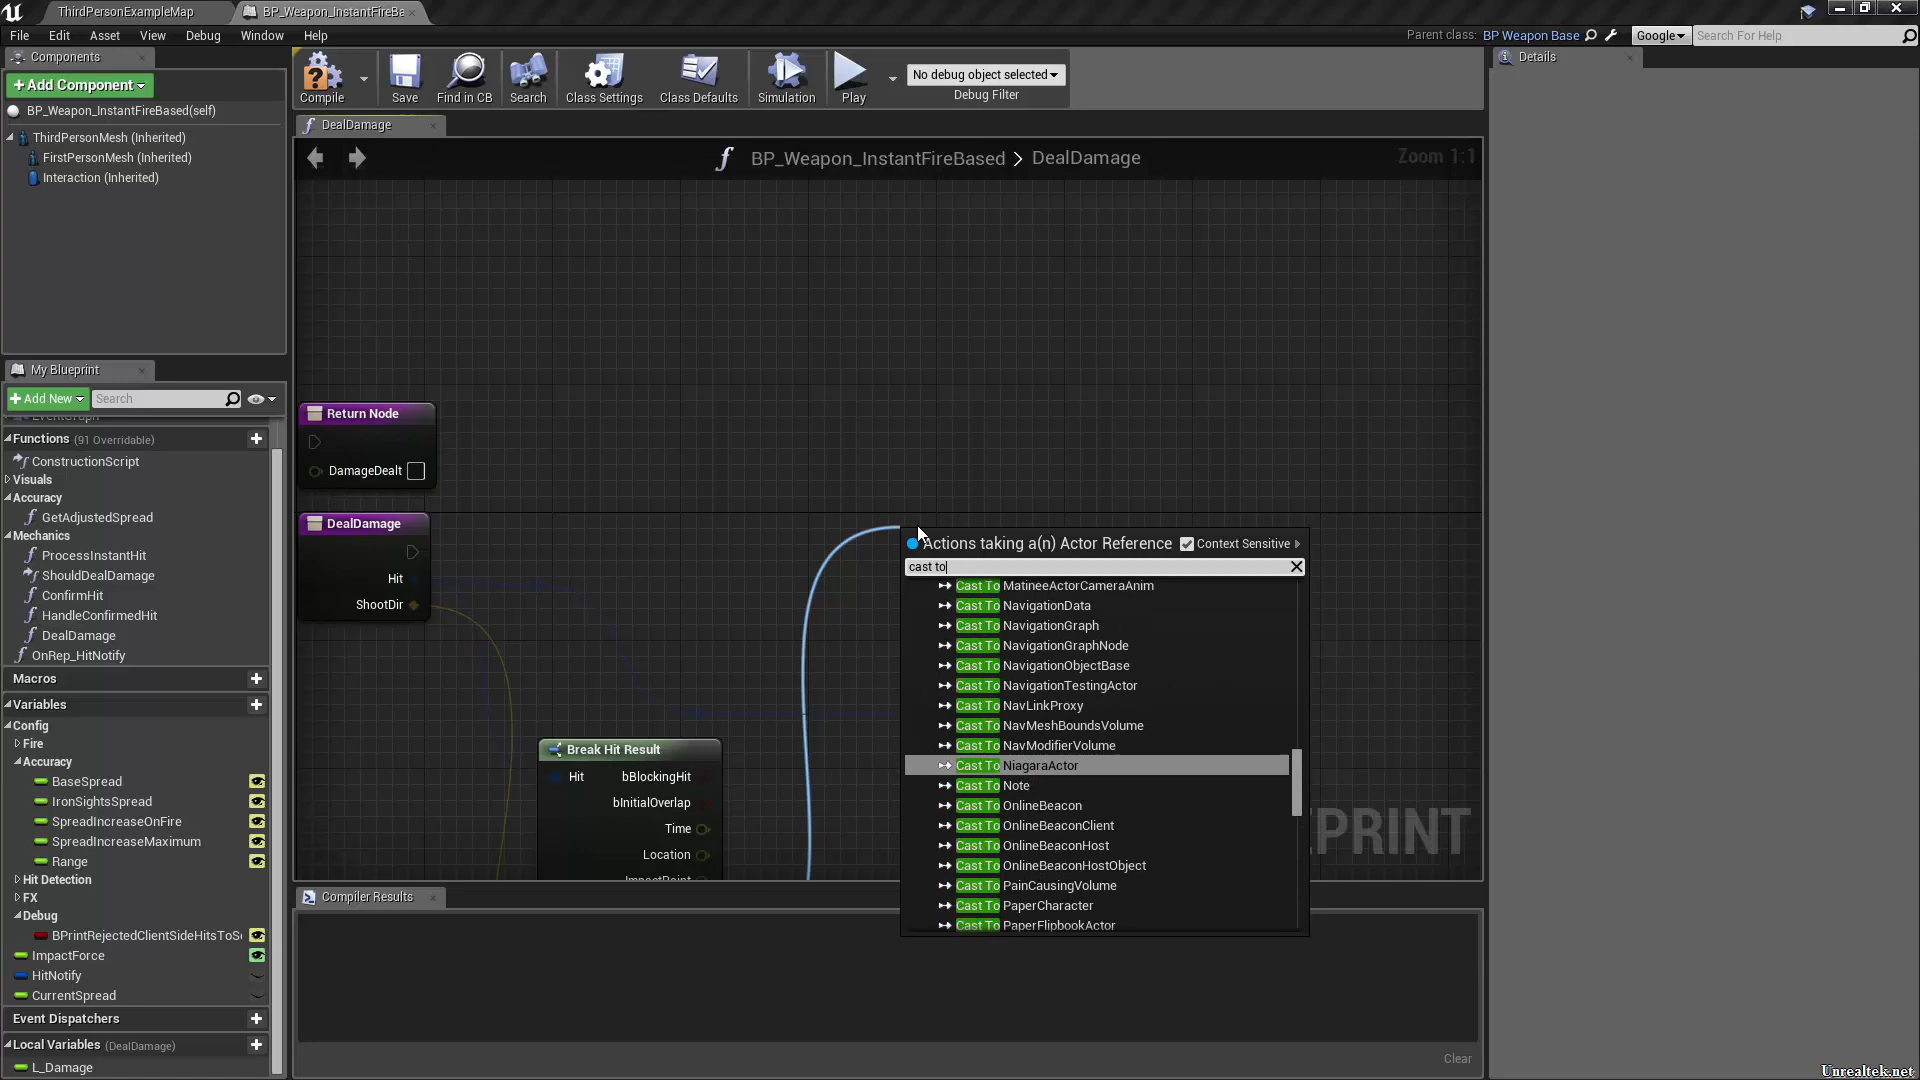 ThirdPersonExampleMap
BP_Weapon_InstantFireBa
File Edit Asset View Debug Window Help
Parent class: BP Weapon Base
Google
Search For Help
Components
+Add Component
BP_Weapon_InstantFireBased(self)
ThirdPersonMesh (Inherited)
FirstPersonMesh (Inherited)
Interaction (Inherited)
Compile
Save
Find in CB
Search
Class Settings
Class Defaults
Simulation
Play
No debug object selected
Debug Filter
Details
DealDamage
BP_Weapon_InstantFireBased > DealDamage
Zoom 1:1
My Blueprint
+Add New
Search
EventGraph
Functions (91 Overridable)
ConstructionScript
Visuals
Accuracy
GetAdjustedSpread
Mechanics
ProcessInstantHit
ShouldDealDamage
ConfirmHit
HandleConfirmedHit
DealDamage
OnRep_HitNotify
Macros
Variables
Config
Fire
Accuracy
BaseSpread
IronSightsSpread
SpreadIncreaseOnFire
SpreadIncreaseMaximum
Range
Hit Detection
FX
Debug
BPrintRejectedClientSideHitsToS
ImpactForce
HitNotify
CurrentSpread
Event Dispatchers
Local Variables (DealDamage)
L_Damage
Return Node
DamageDealt
DealDamage
Hit
ShootDir
Break Hit Result
Hit
bBlockingHit
bInitialOverlap
Time
Location
ImpactPoint
Actions taking a(n) Actor Reference
Context Sensitive
cast to
Cast To MatineeActorCameraAnim
Cast To NavigationData
Cast To NavigationGraph
Cast To NavigationGraphNode
Cast To NavigationObjectBase
Cast To NavigationTestingActor
Cast To NavLinkProxy
Cast To NavMeshBoundsVolume
Cast To NavModifierVolume
Cast To NiagaraActor
Cast To Note
Cast To OnlineBeacon
Cast To OnlineBeaconClient
Cast To OnlineBeaconHost
Cast To OnlineBeaconHostObject
Cast To PainCausingVolume
Cast To PaperCharacter
Cast To PaperFlipbookActor
EPRINT
Compiler Results
Clear
Unrealtek.net